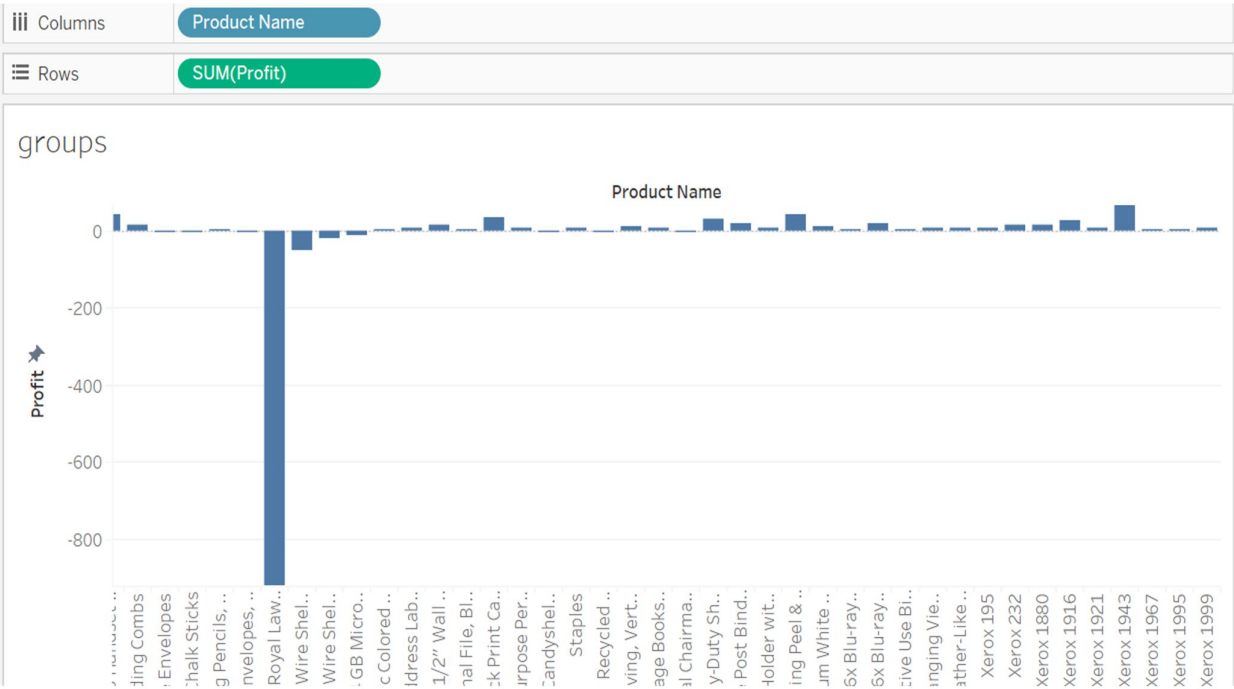 Columns
Product Name
Rows
SUM(Profit)
groups
Product Name
0
-200
-400
-600
-800
Profit
ding Combs
Envelopes
Chalk Sticks
g Pencils, ..
nvelopes, ..
Royal Law..
Wire Shel..
Wire Shel..
GB Micro..
c Colored ..
ddress Lab..
1/2" Wall ..
nal File, Bl..
ck Print Ca..
urpose Per..
Candyshel..
Staples
Recycled ..
ving, Vert..
age Books..
al Chairma..
y-Duty Sh..
Post Bind..
Holder wit..
ing Peel & ..
um White ..
6x Blu-ray..
6x Blu-ray..
tive Use Bi..
anging Vie..
ather-Like..
Xerox 195
Xerox 232
Xerox 1880
Xerox 1916
Xerox 1921
Xerox 1943
Xerox 1967
Xerox 1995
Xerox 1999